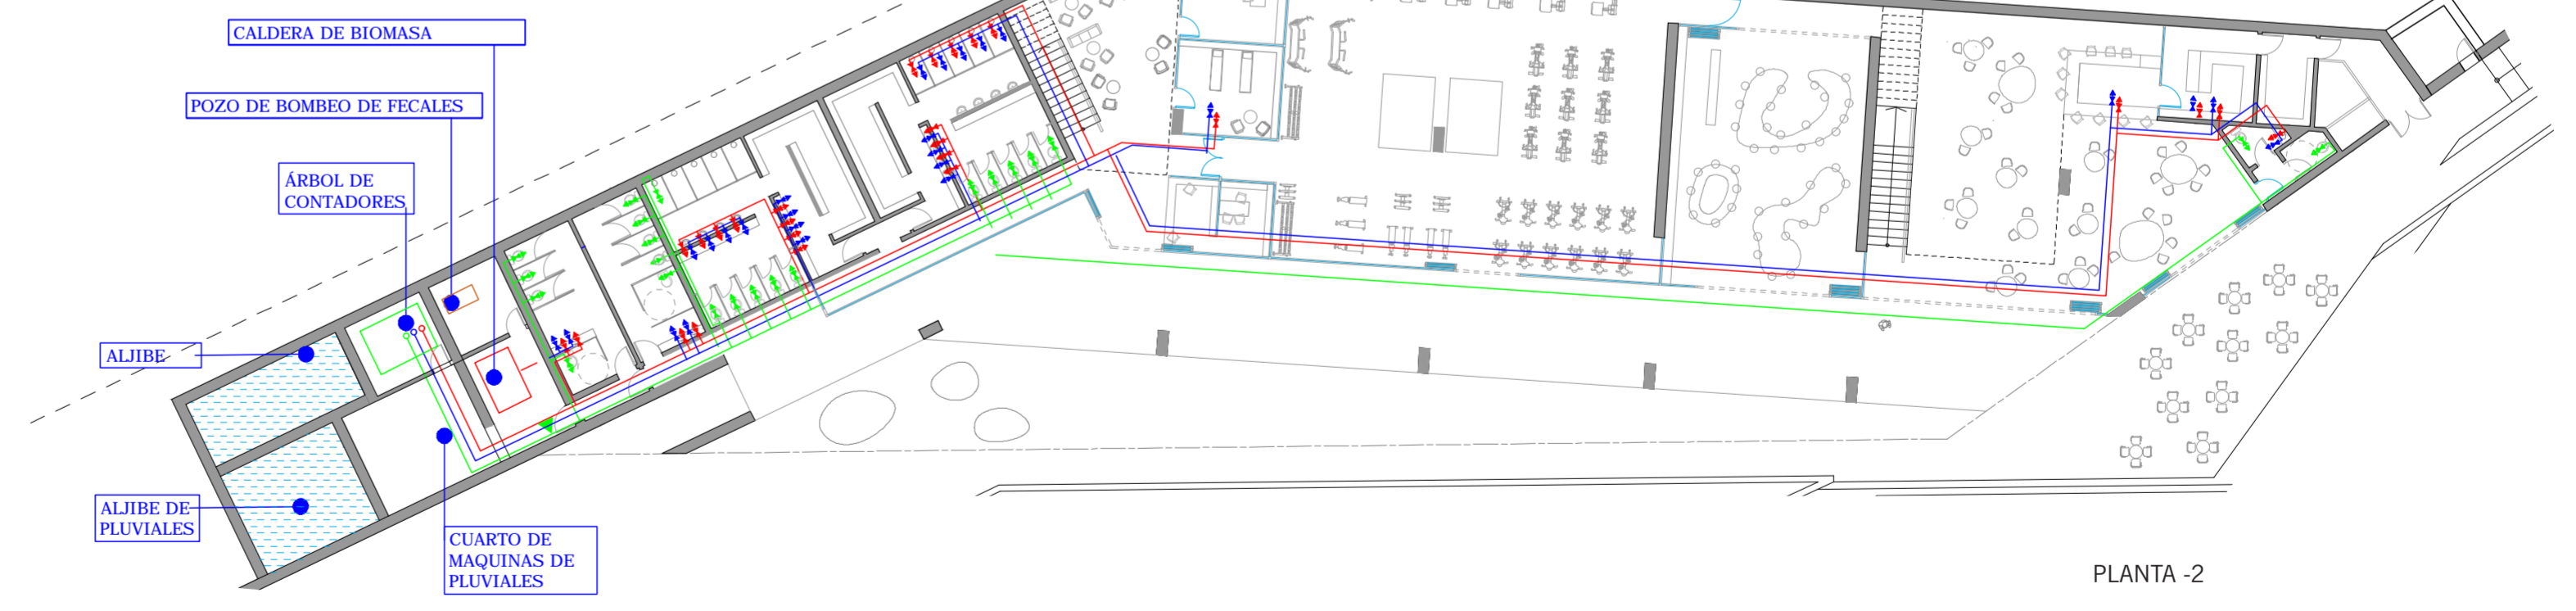 CALDERA DE BIOMASA
POZO DE BOMBEO DE FECALES
ÁRBOL DE
CONTADORES
ALJIBE
ALJIBE DE
PLUVIALES
CUARTO DE
MAQUINAS DE
PLUVIALES
PLANTA -2